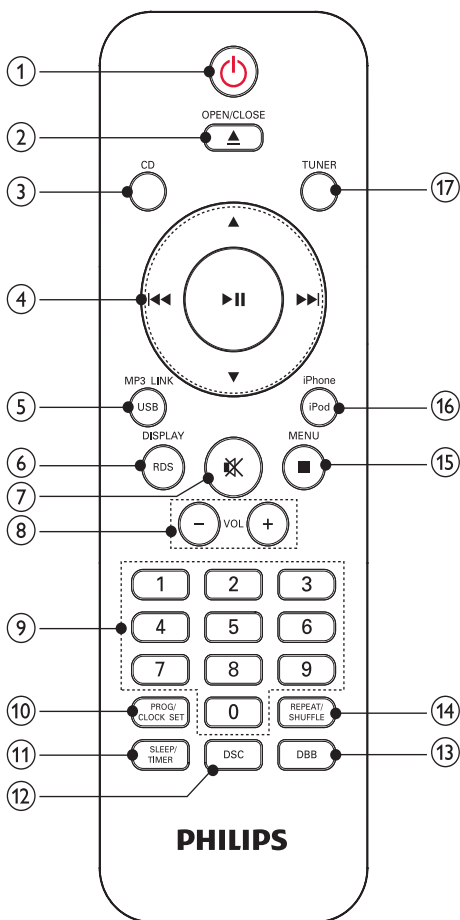 ①
OPEN/CLOSE
②
CD
TUNER
③
⑰
④
MP3 LINK
iPhone
⑤
USB
iPod
⑯
DISPLAY
MENU
⑥
RDS
⑮
⑦
⑧
− VOL +
1 2 3
⑨
4 5 6
7 8 9
⑩
PROG/
CLOCK SET
0
REPEAT/
SHUFFLE
⑭
⑪
SLEEP/
TIMER
DSC
DBB
⑬
⑫
PHILIPS